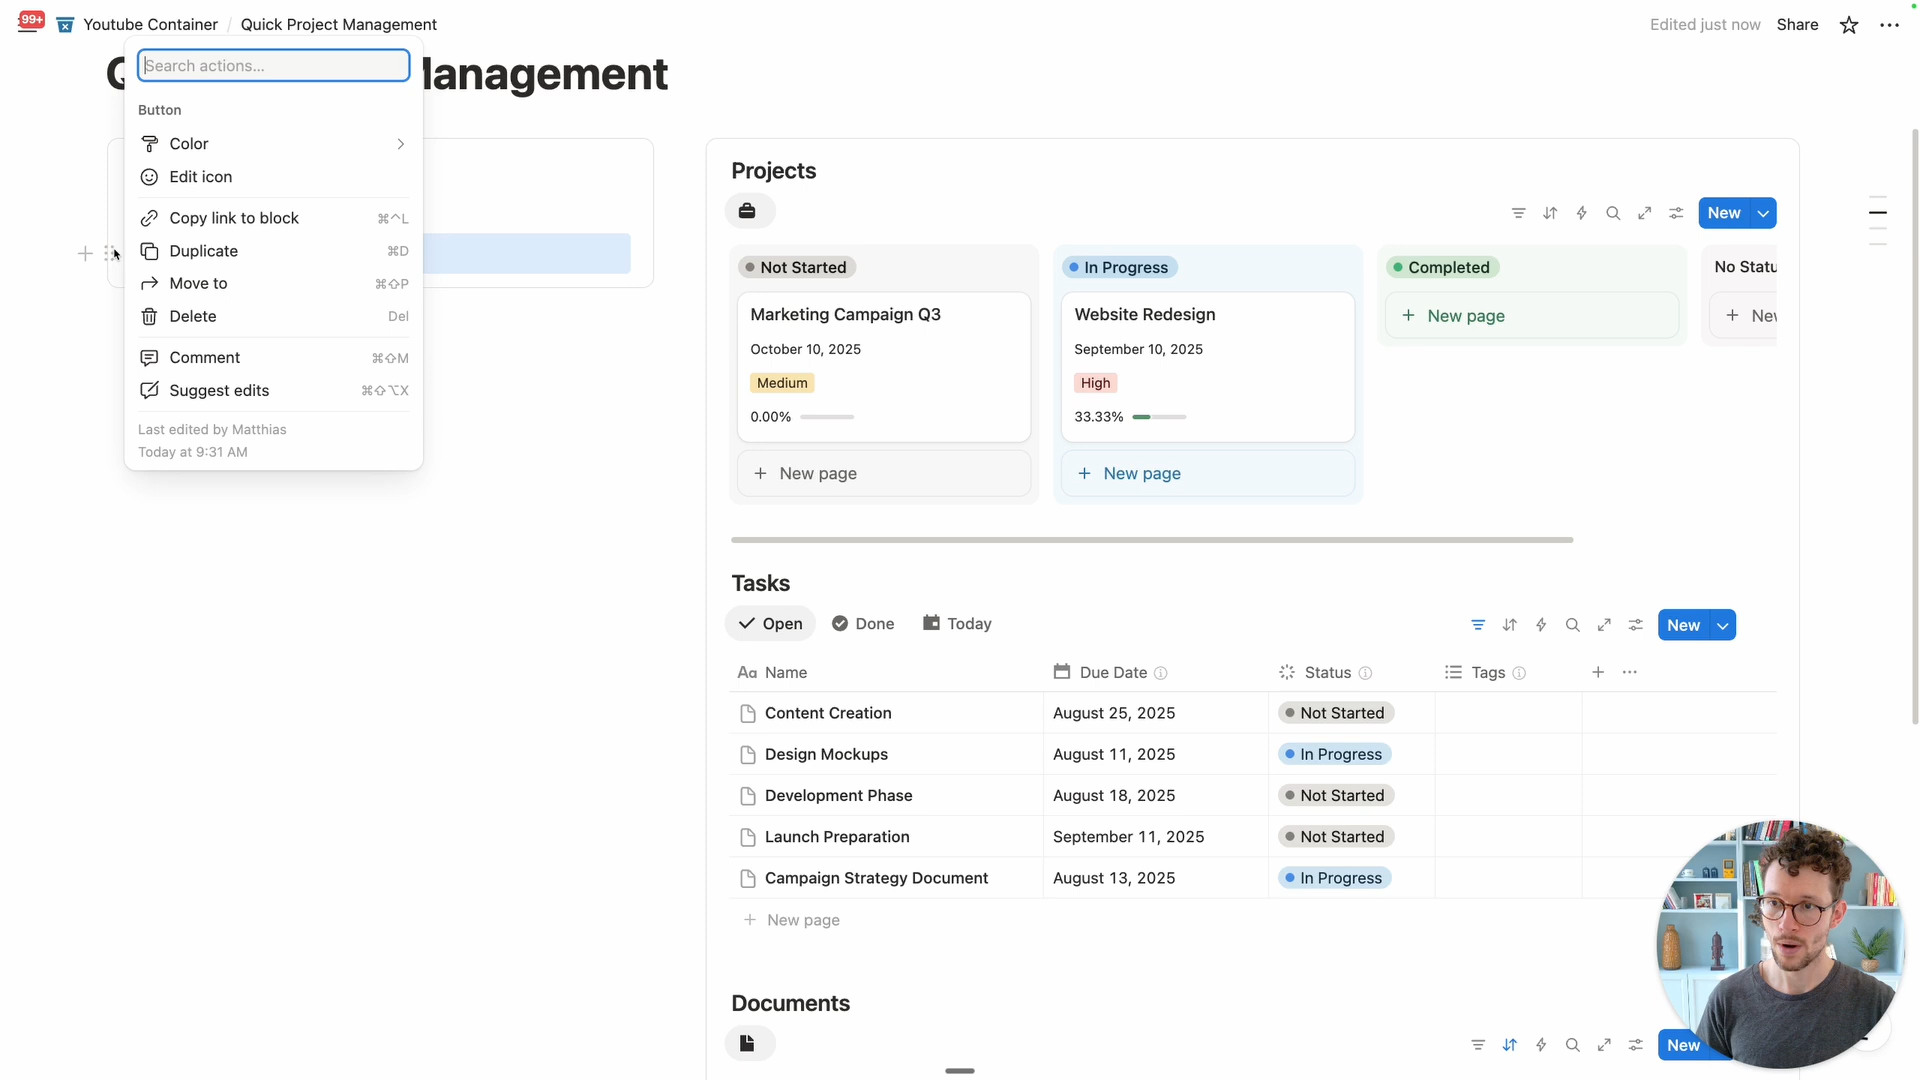 99+
Youtube Container / Quick Project Management
Edited just now
Share
Q
Management
Search actions...
Button
Color
Edit icon
Copy link to block ⌘^L
Duplicate ⌘D
Move to ⌘⇧P
Delete Del
Comment ⌘⇧M
Suggest edits ⌘⇧⌥X
Last edited by Matthias
Today at 9:31 AM
Projects
New
Not Started
In Progress
Completed
No Statu
Marketing Campaign Q3
October 10, 2025
Medium
0.00%
+ New page
Website Redesign
September 10, 2025
High
33.33%
+ New page
+ New page
+ Nev
Tasks
Open
Done
Today
New
Aa Name
Due Date
Status
Tags
Content Creation August 25, 2025 Not Started
Design Mockups August 11, 2025 In Progress
Development Phase August 18, 2025 Not Started
Launch Preparation September 11, 2025 Not Started
Campaign Strategy Document August 13, 2025 In Progress
+ New page
Documents
New